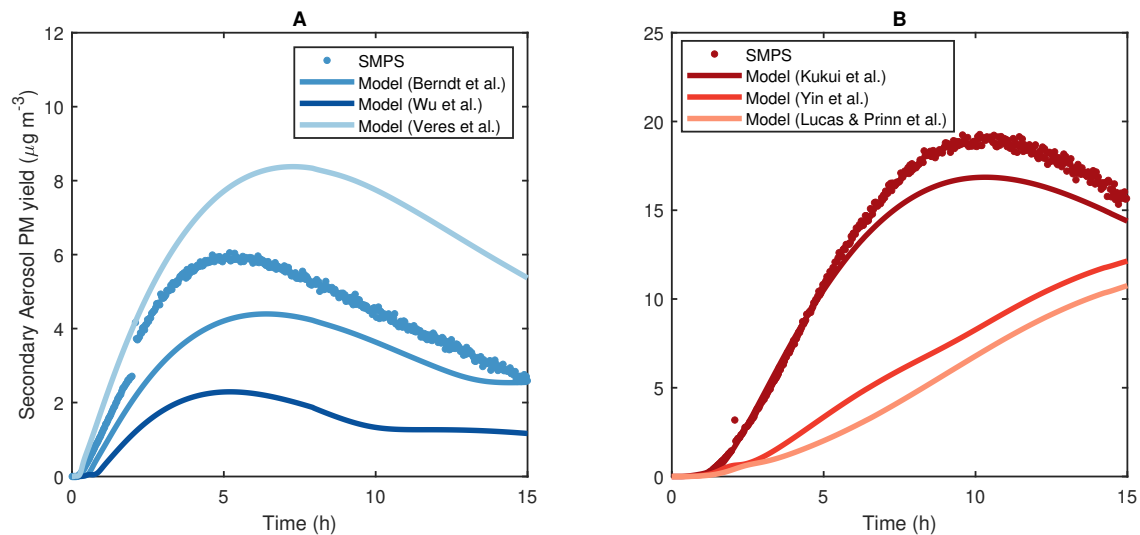 A
Secondary Aerosol PM yield (μg m⁻³)
12
10
8
6
4
2
0
0
5
10
15
Time (h)
SMPS
Model (Berndt et al.)
Model (Wu et al.)
Model (Veres et al.)
B
25
20
15
10
5
0
0
5
10
15
Time (h)
SMPS
Model (Kukui et al.)
Model (Yin et al.)
Model (Lucas & Prinn et al.)